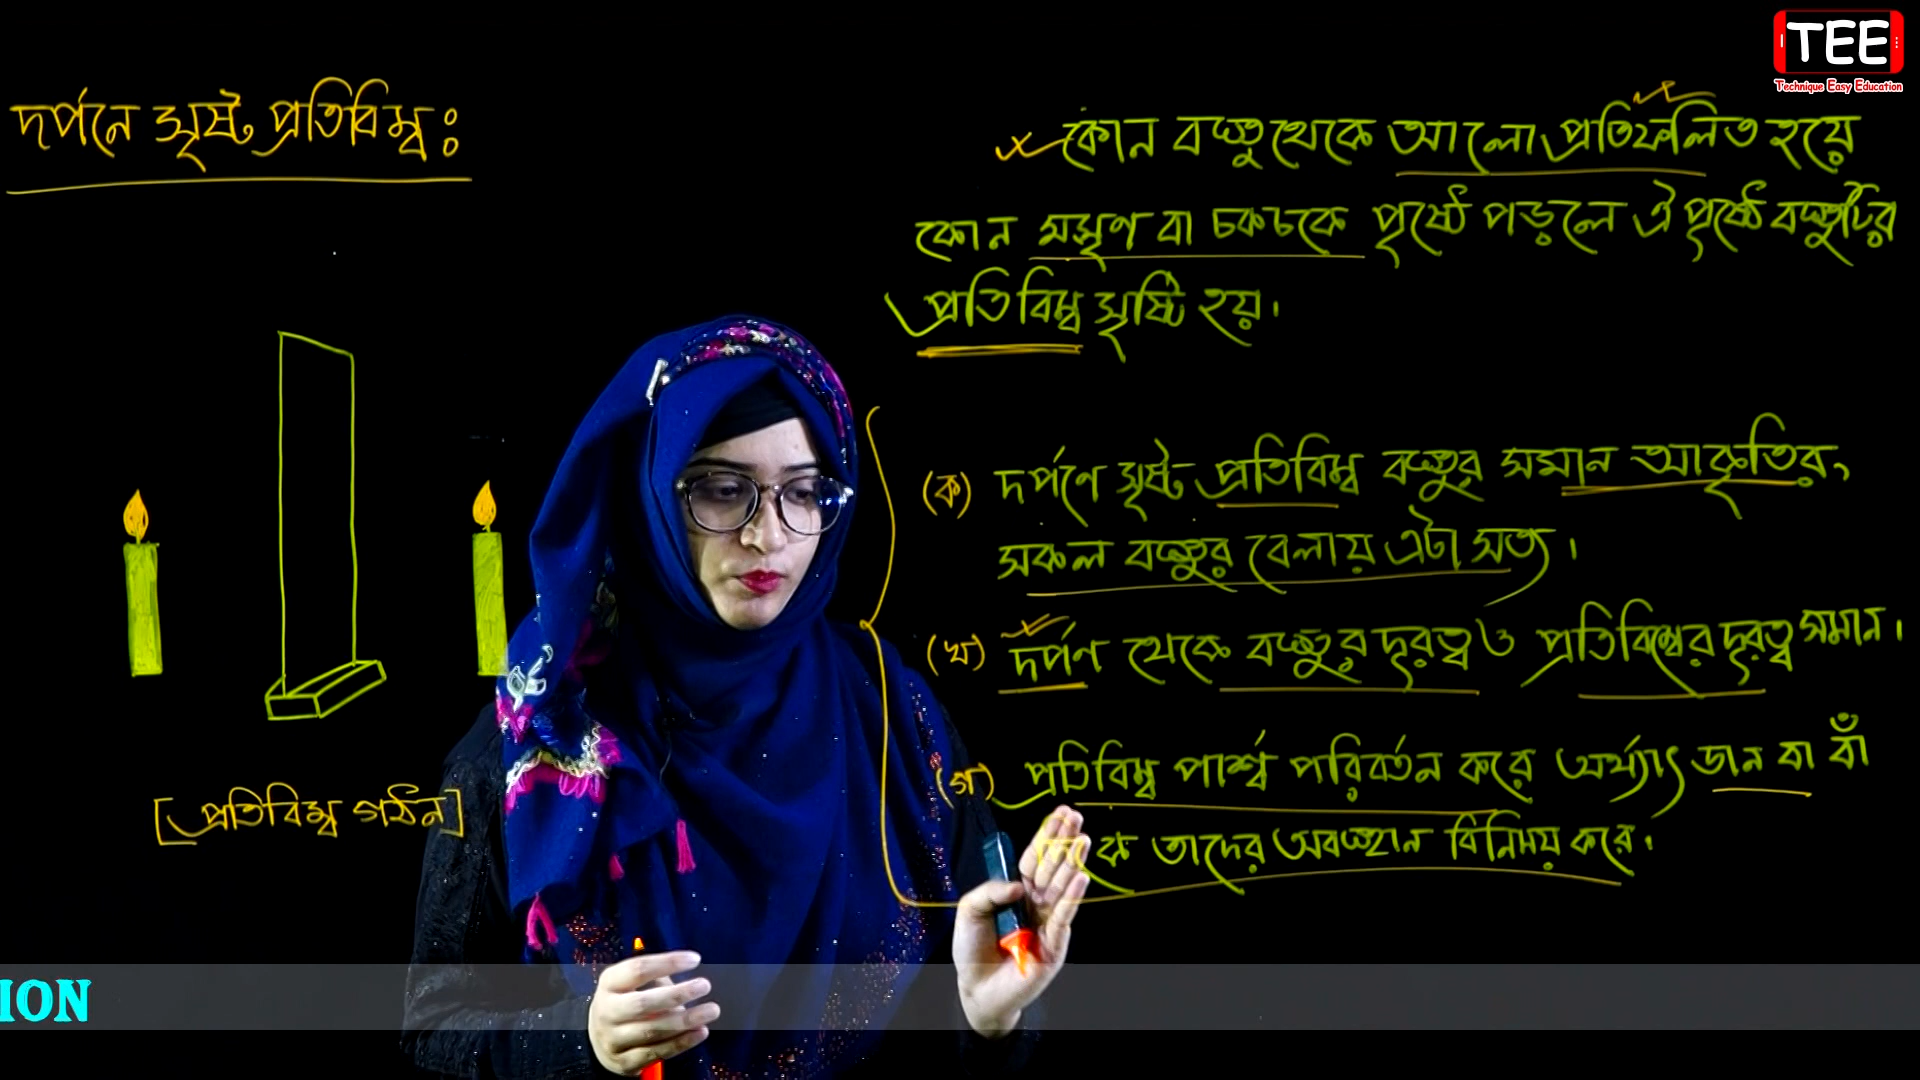 দর্পনে সৃষ্ট প্রতিবিম্ব ঃ
TEE
Technique Easy Education
কোন বস্তু থেকে আলো প্রতিফলিত হয়ে
কোন মসৃণ বা চকচকে পৃষ্ঠে পড়লে ঐ পৃষ্ঠে বস্তুটির
প্রতিবিম্ব সৃষ্টি হয়।
(ক) দর্পণে সৃষ্ট প্রতিবিম্ব বস্তুর সমান আকৃতির,
সকল বস্তুর বেলায় এটা সত্য।
(খ) দর্পণ থেকে বস্তুর দূরত্ব ও প্রতিবিম্বের দূরত্ব সমান।
(গ) প্রতিবিম্ব পার্শ্ব পরিবর্তন করে অর্থ্যাৎ ডান বা বাঁ
তাদের অবস্থান বিনিময় করে।
[প্রতিবিম্ব গঠন]
ION